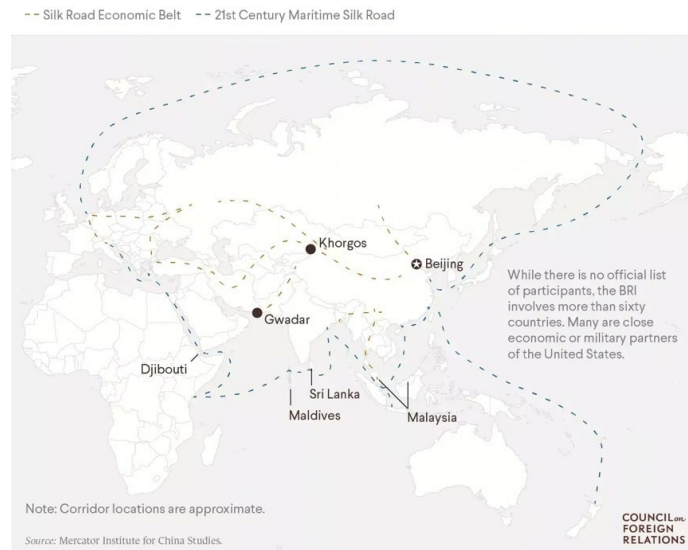 Silk Road Economic Belt 21st Century Maritime Silk Road
Khorgos
Beijing
While there is no official list
of participants, the BRI
involves more than sixty
countries. Many are close
economic or military partners
of the United States.
Gwadar
Djibouti
Sri Lanka
Maldives
Malaysia
Note: Corridor locations are approximate.
COUNCIL on
FOREIGN
RELATIONS
Source: Mercator Institute for China Studies.